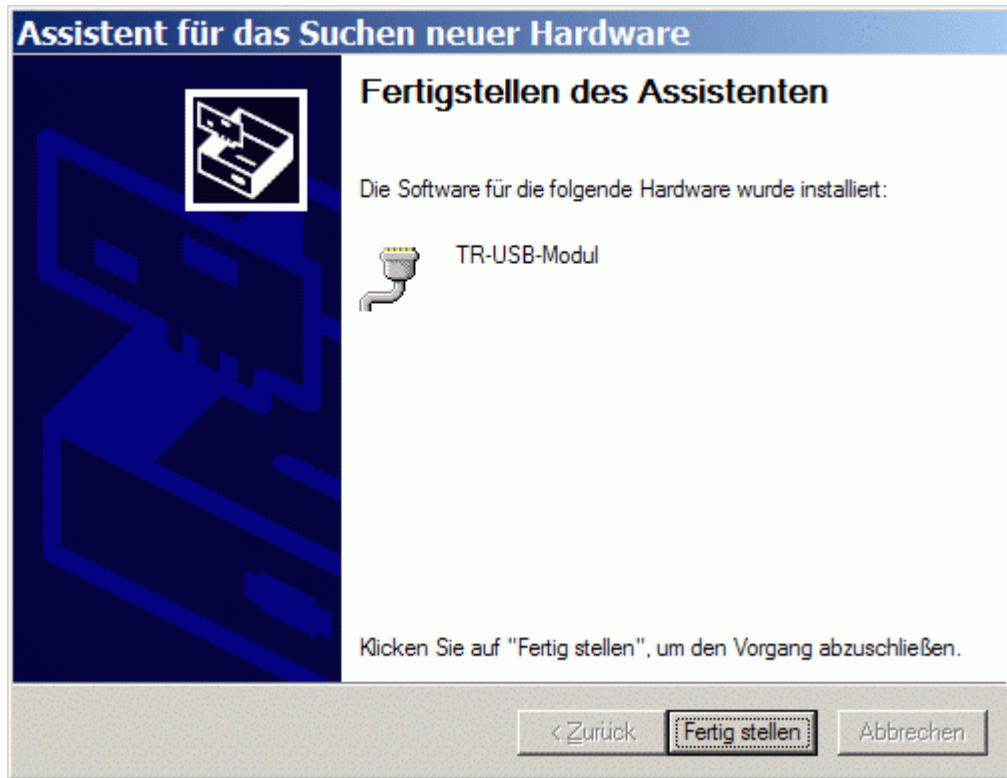 Assistent für das Suchen neuer Hardware
Fertigstellen des Assistenten
Die Software für die folgende Hardware wurde installiert:
TR-USB-Modul
Klicken Sie auf "Fertig stellen", um den Vorgang abzuschließen.
< Zurück Fertig stellen Abbrechen